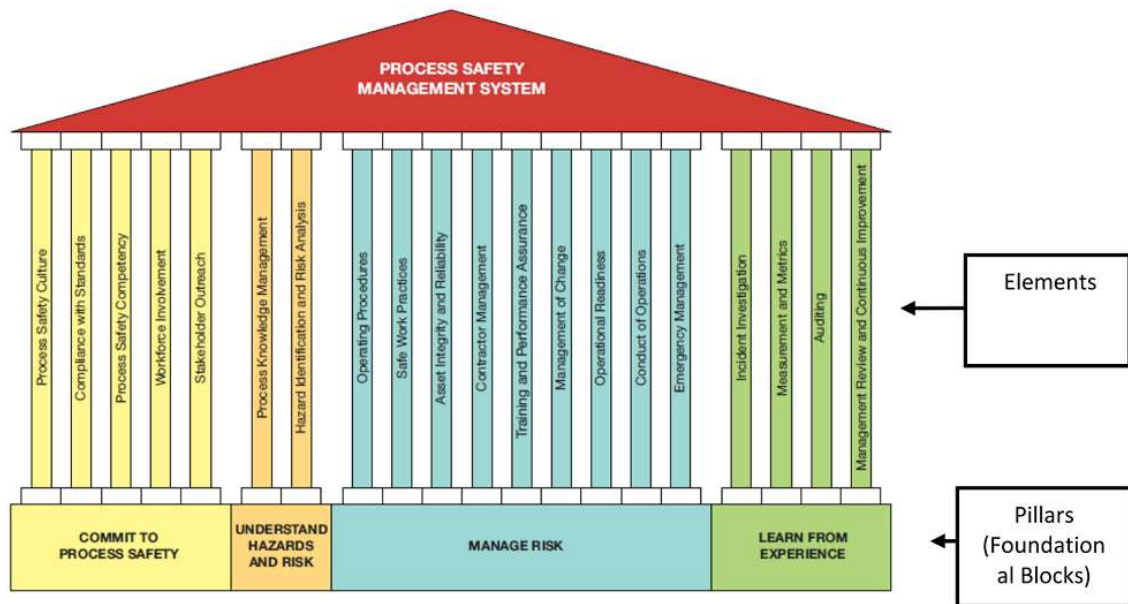 PROCESS SAFETY
MANAGEMENT SYSTEM
Process Safety Culture
Compliance with Standards
Process Safety Competency
Workforce Involvement
Stakeholder Outreach
Process Knowledge Management
Hazard Identification and Risk Analysis
Operating Procedures
Safe Work Practices
Asset Integrity and Reliability
Contractor Management
Training and Performance Assurance
Management of Change
Operational Readiness
Conduct of Operations
Emergency Management
Incident Investigation
Measurement and Metrics
Auditing
Management Review and Continuous Improvement
Elements
COMMIT TO
PROCESS SAFETY
UNDERSTAND
HAZARDS
AND RISK
MANAGE RISK
LEARN FROM
EXPERIENCE
Pillars
(Foundation
al Blocks)